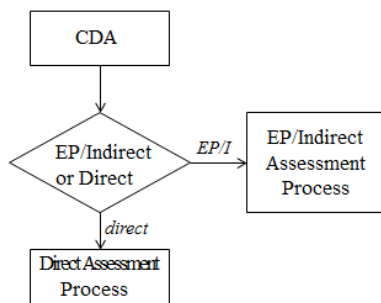 CDA
EP/Indirect
or Direct
EP/I
EP/Indirect
Assessment
Process
direct
Direct Assessment
Process